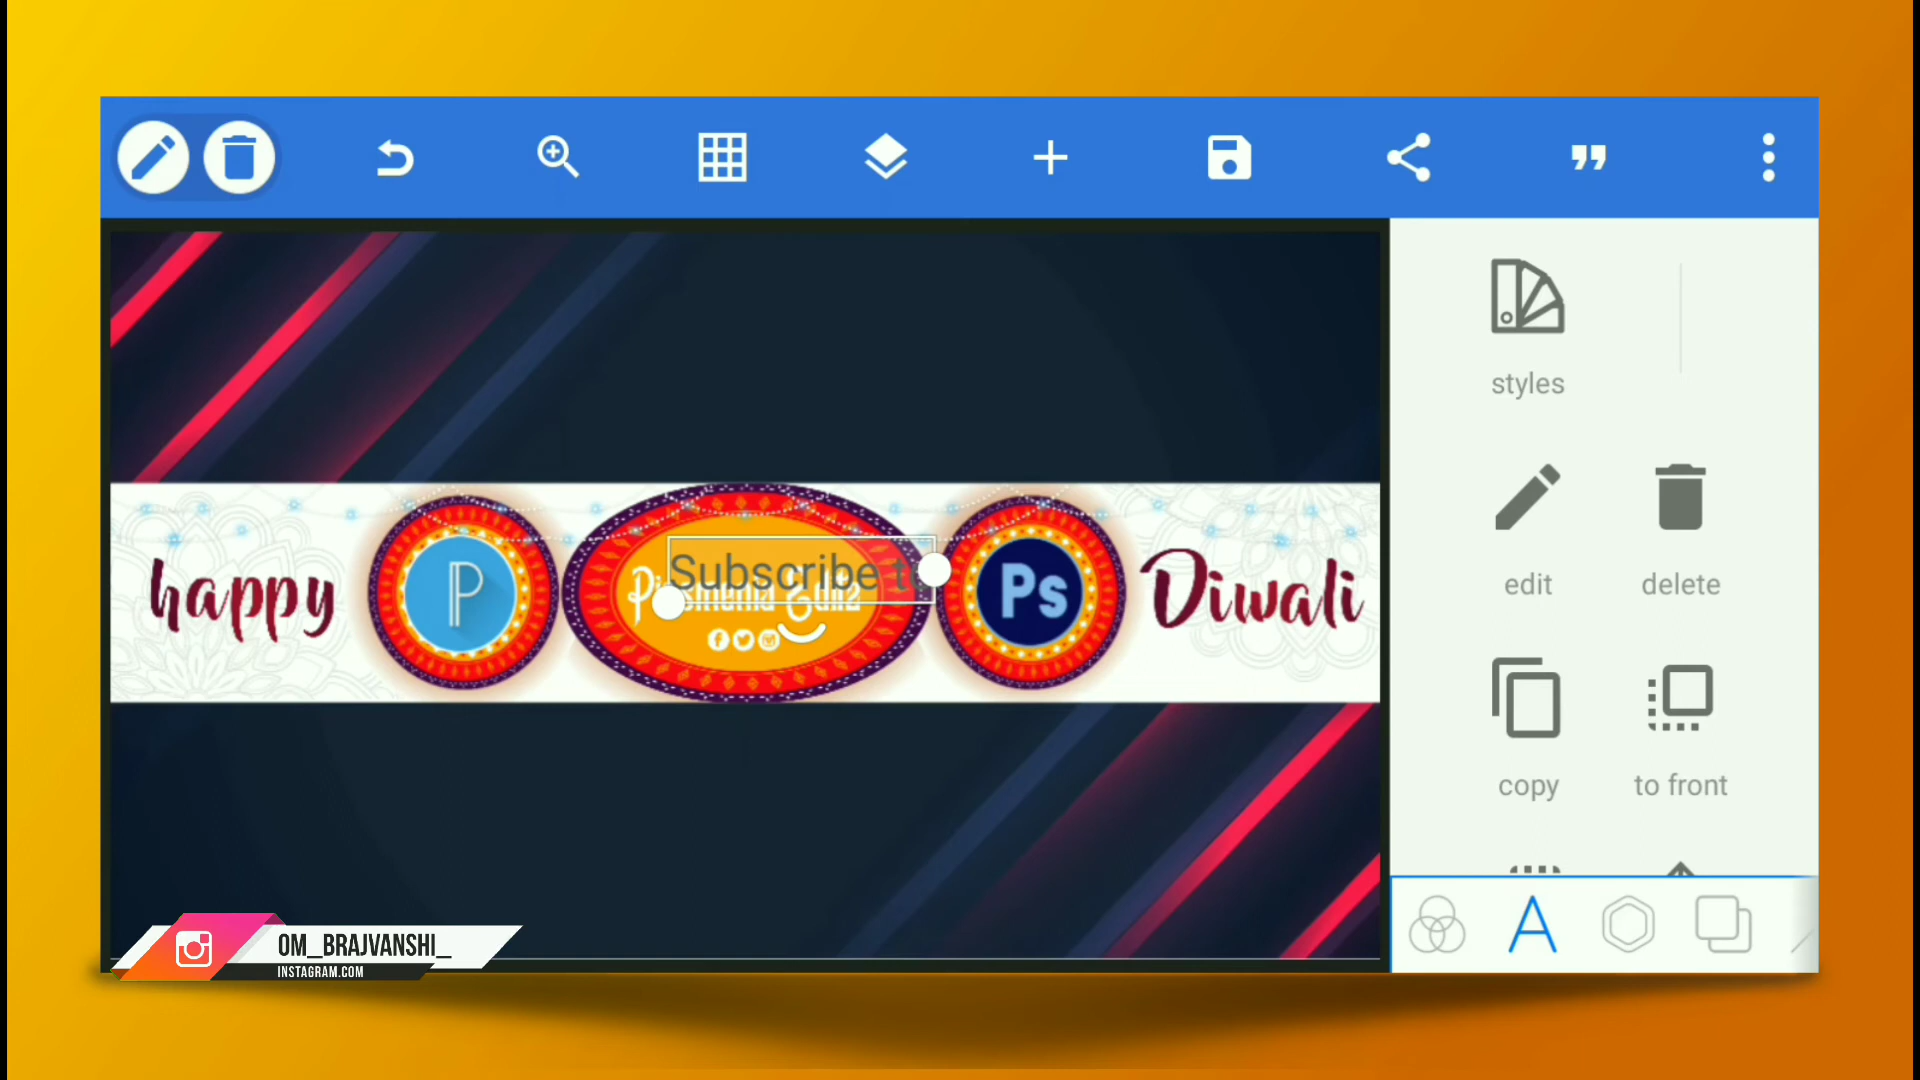 styles
edit
delete
copy
to front
Subscribe
happy
P
Ps
Diwali
OM_BRAJVANSHI_
INSTAGRAM.COM